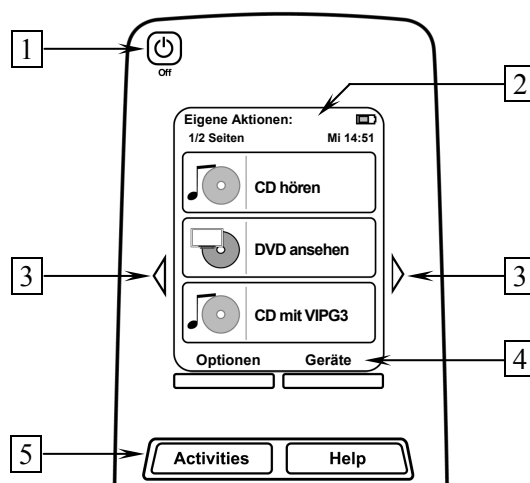 1
Off
2
Eigene Aktionen:
1/2 Seiten Mi 14:51
CD hören
DVD ansehen
3
3
CD mit VIPG3
Optionen Geräte
4
5
Activities Help